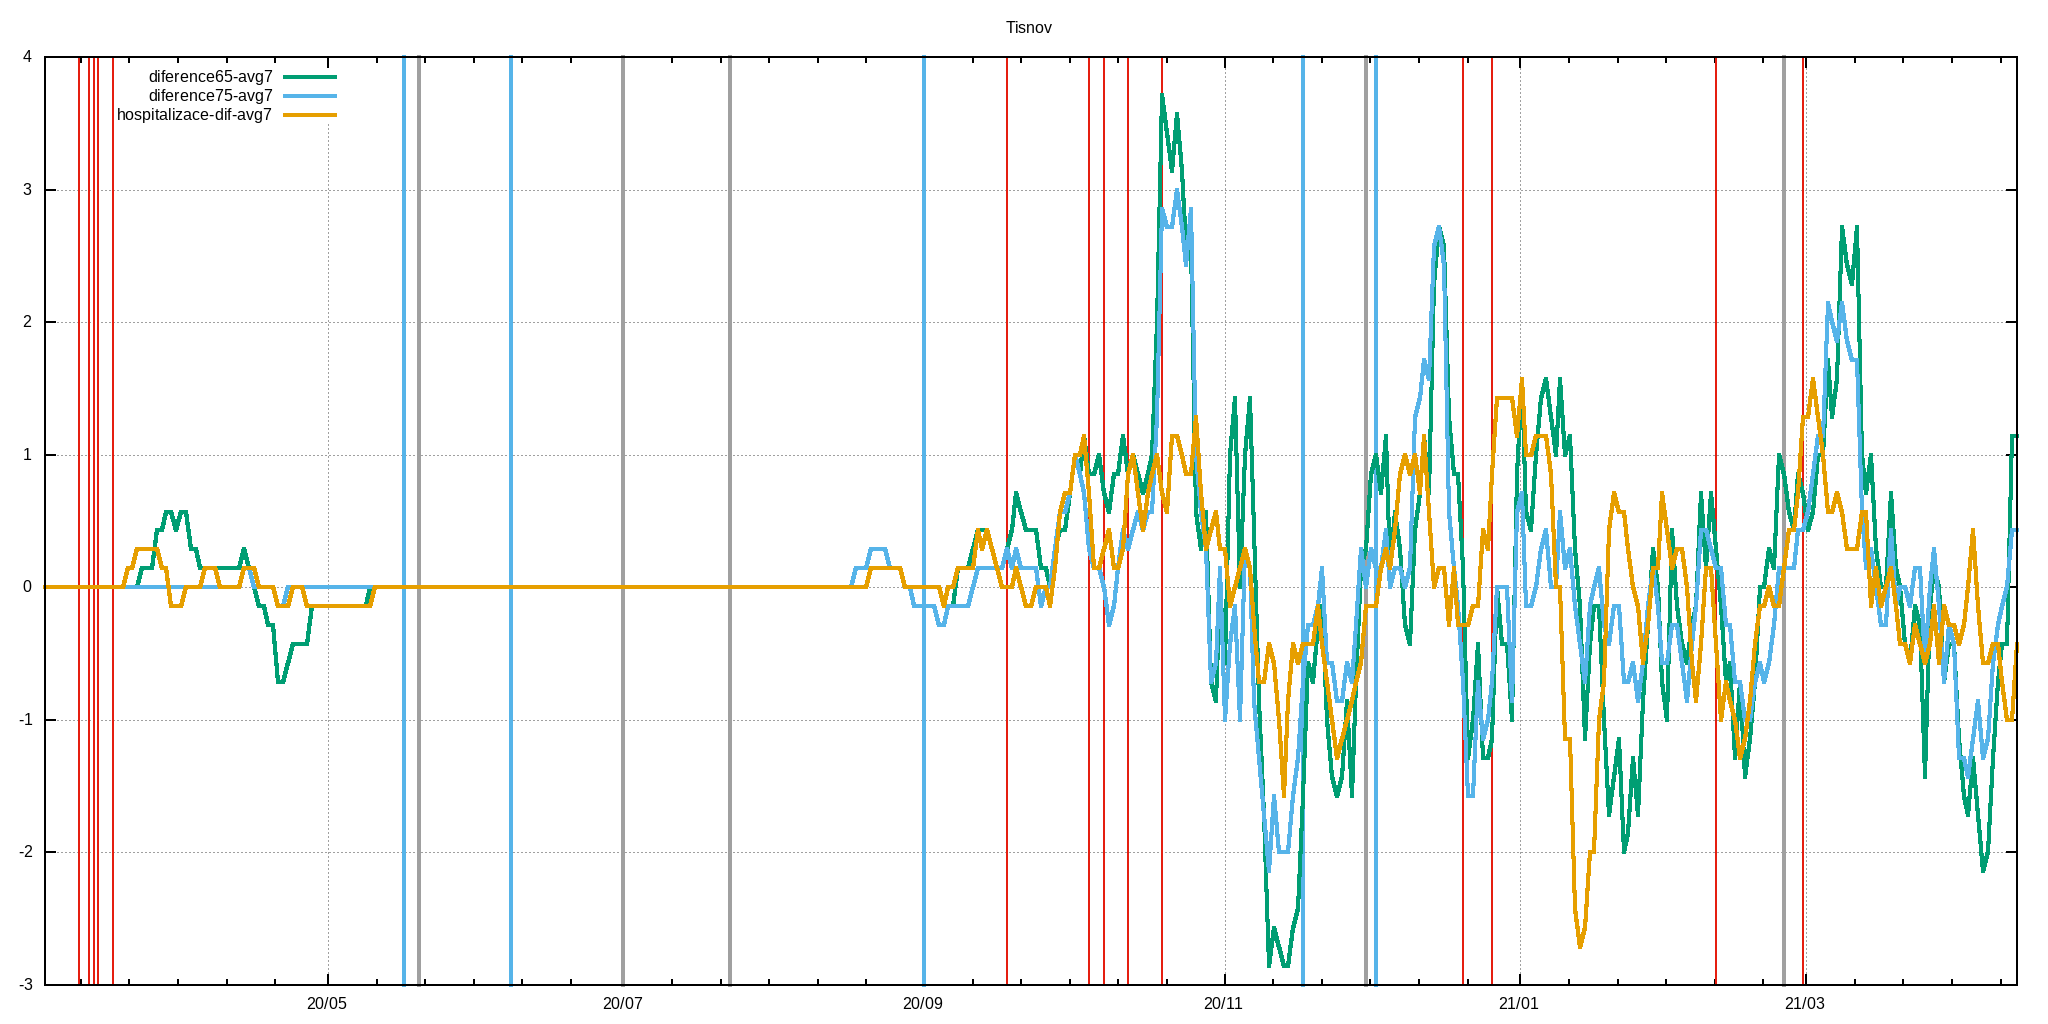 Tisnov
diference65-avg7
diference75-avg7
hospitalizace-dif-avg7
4
3
2
1
0
-1
-2
-3
20/05 20/07 20/09 20/11 21/01 21/03